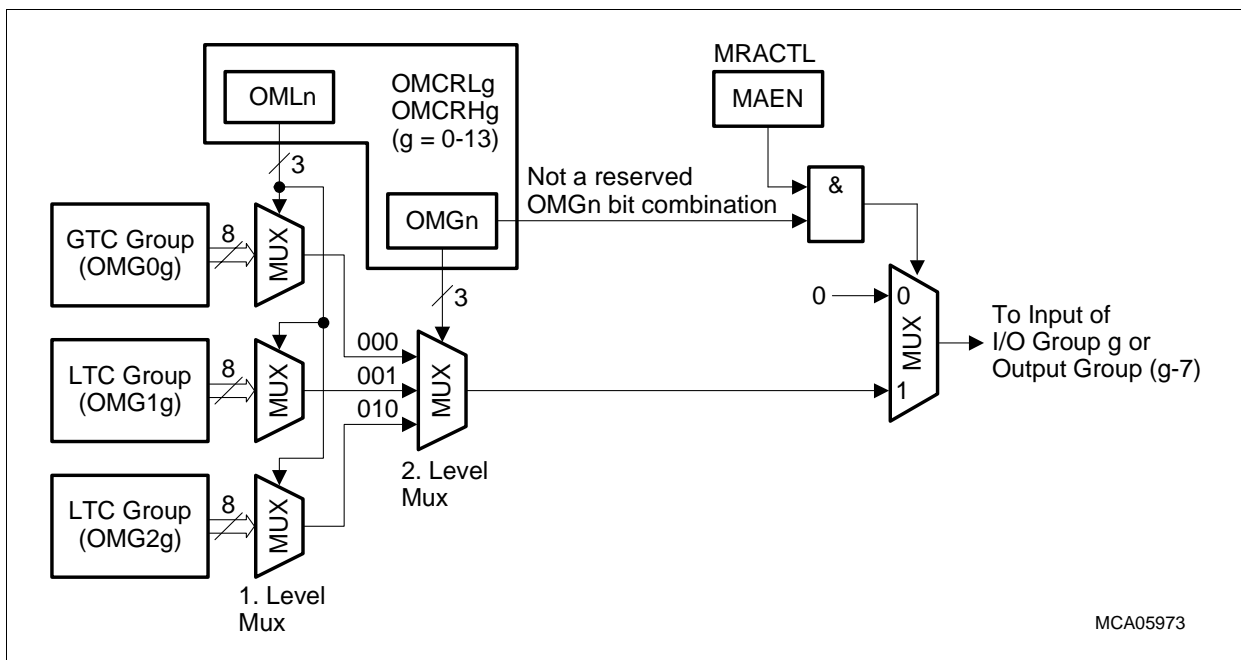 MRACTL
OMLn
OMCRLg
OMCRHg
(g = 0-13)
MAEN
3
Not a reserved
OMGn bit combination
&
OMGn
GTC Group
(OMG0g)
8
MUX
3
0
0
MUX
1
To Input of
I/O Group g or
Output Group (g-7)
000
001
010
MUX
LTC Group
(OMG1g)
8
MUX
2. Level
Mux
LTC Group
(OMG2g)
8
MUX
1. Level
Mux
MCA05973